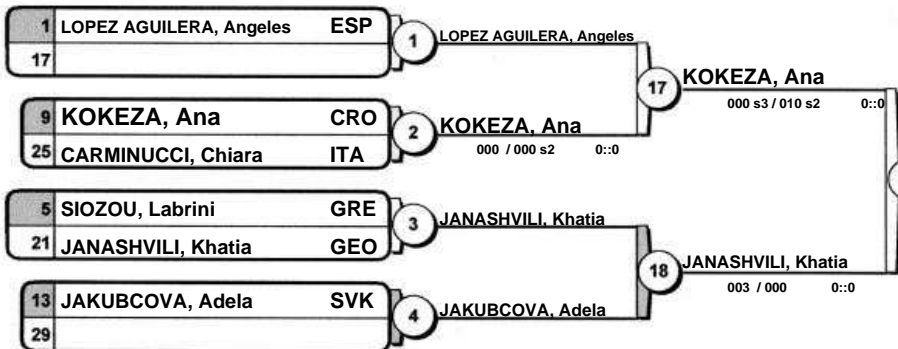 1 LOPEZ AGUILERA, Angeles ESP
17
1
LOPEZ AGUILERA, Angeles
9 KOKEZA, Ana CRO
25 CARMINUCCI, Chiara ITA
2
KOKEZA, Ana
000 / 000 s2 0::0
17
KOKEZA, Ana
000 s3 / 010 s2 0::0
5 SIOZOU, Labrini GRE
21 JANASHVILI, Khatia GEO
3
JANASHVILI, Khatia
13 JAKUBCOVA, Adela SVK
29
4
JAKUBCOVA, Adela
18
JANASHVILI, Khatia
003 / 000 0::0